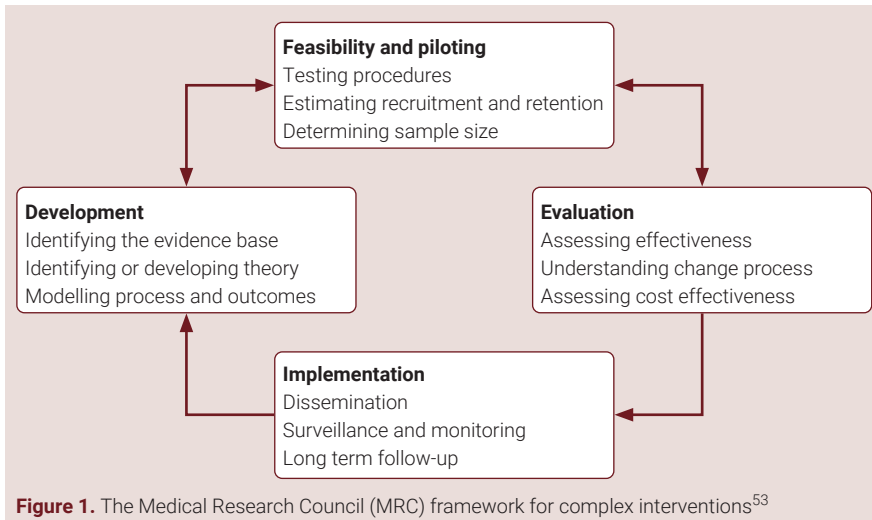 Feasibility and piloting
Testing procedures
Estimating recruitment and retention
Determining sample size
Development
Identifying the evidence base
Identifying or developing theory
Modelling process and outcomes
Evaluation
Assessing effectiveness
Understanding change process
Assessing cost effectiveness
Implementation
Dissemination
Surveillance and monitoring
Long term follow-up
Figure 1. The Medical Research Council (MRC) framework for complex interventions53